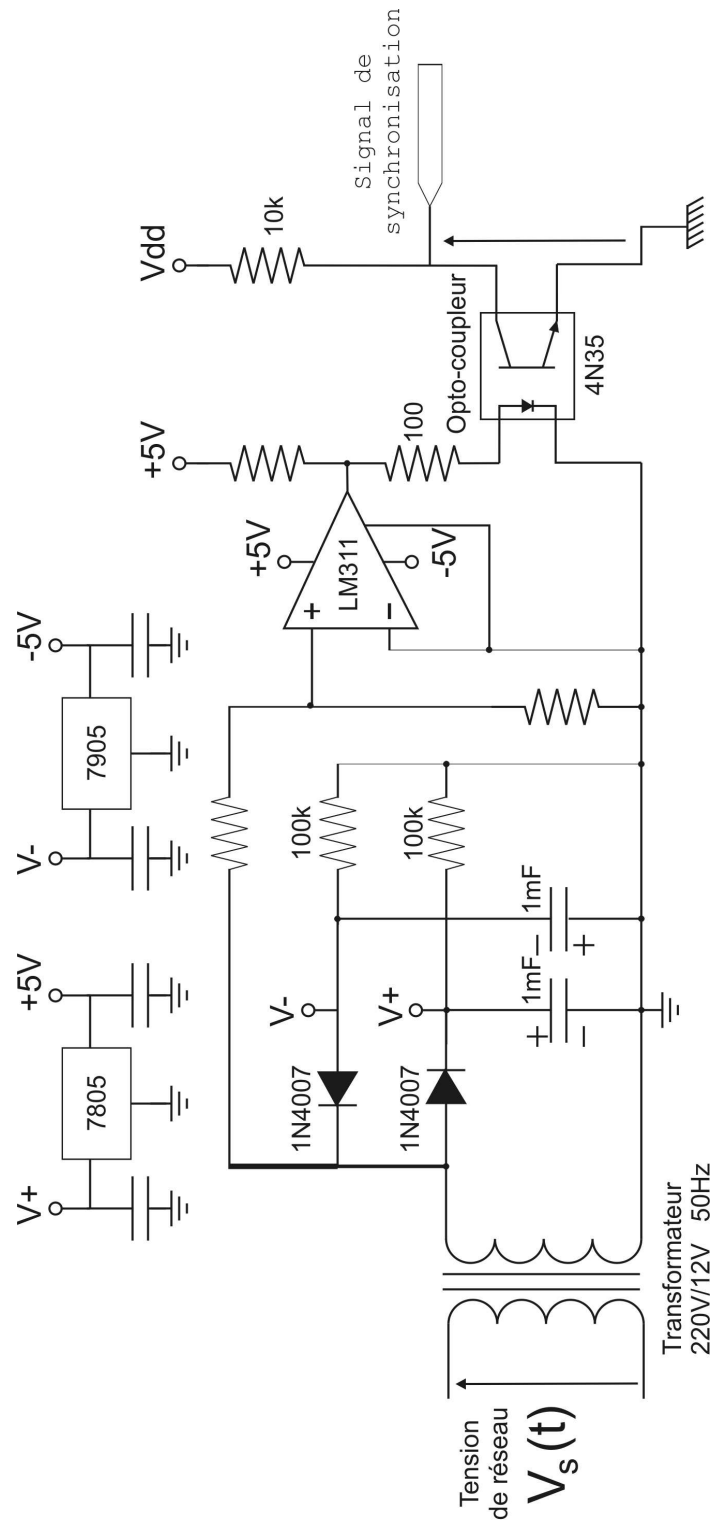 V+
7805
+5V
V-
7905
-5V
1N4007
V-
100k
1N4007
V+
100k
+
1mF
−
−
1mF
+
+5V
+
LM311
−
-5V
+5V
100
Opto-coupleur
4N35
Vdd
10k
Signal de
synchronisation
Tension
de réseau
Vs (t)
Transformateur
220V/12V 50Hz